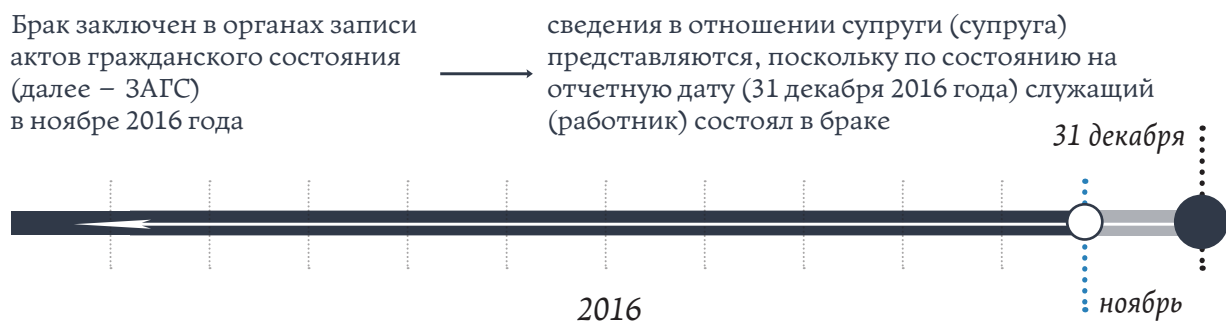 Брак заключен в органах записи
актов гражданского состояния
(далее – ЗАГС)
в ноябре 2016 года
сведения в отношении супруги (супруга)
представляются, поскольку по состоянию на
отчетную дату (31 декабря 2016 года) служащий
(работник) состоял в браке
31 декабря
2016
ноябрь